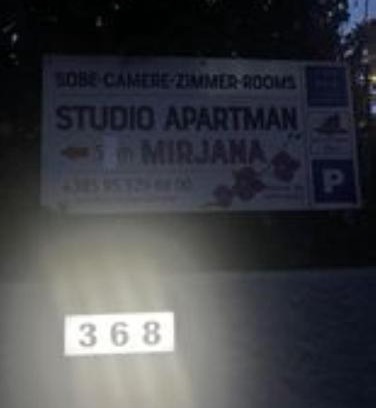 SOBE-CAMERE-ZIMMER-ROOMS
STUDIO APARTMAN
MIRJANA
P
368